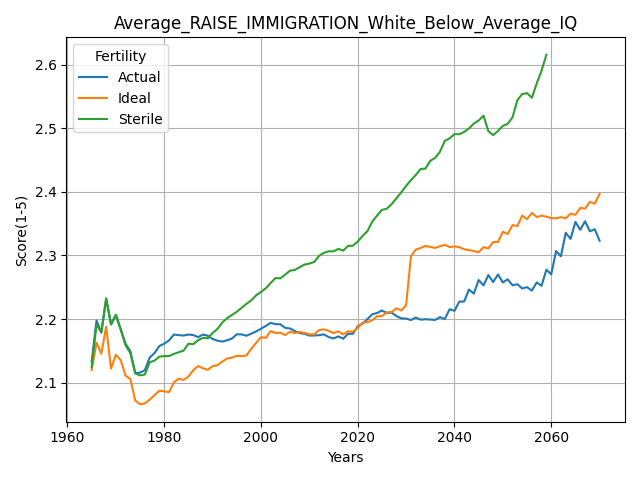 Average_RAISE_IMMIGRATION_White_Below_Average_IQ
Score(1-5)
2.6
2.5
2.4
2.3
2.2
2.1
Fertility
Actual
Ideal
Sterile
1960
1980
2000
2020
2040
2060
Years